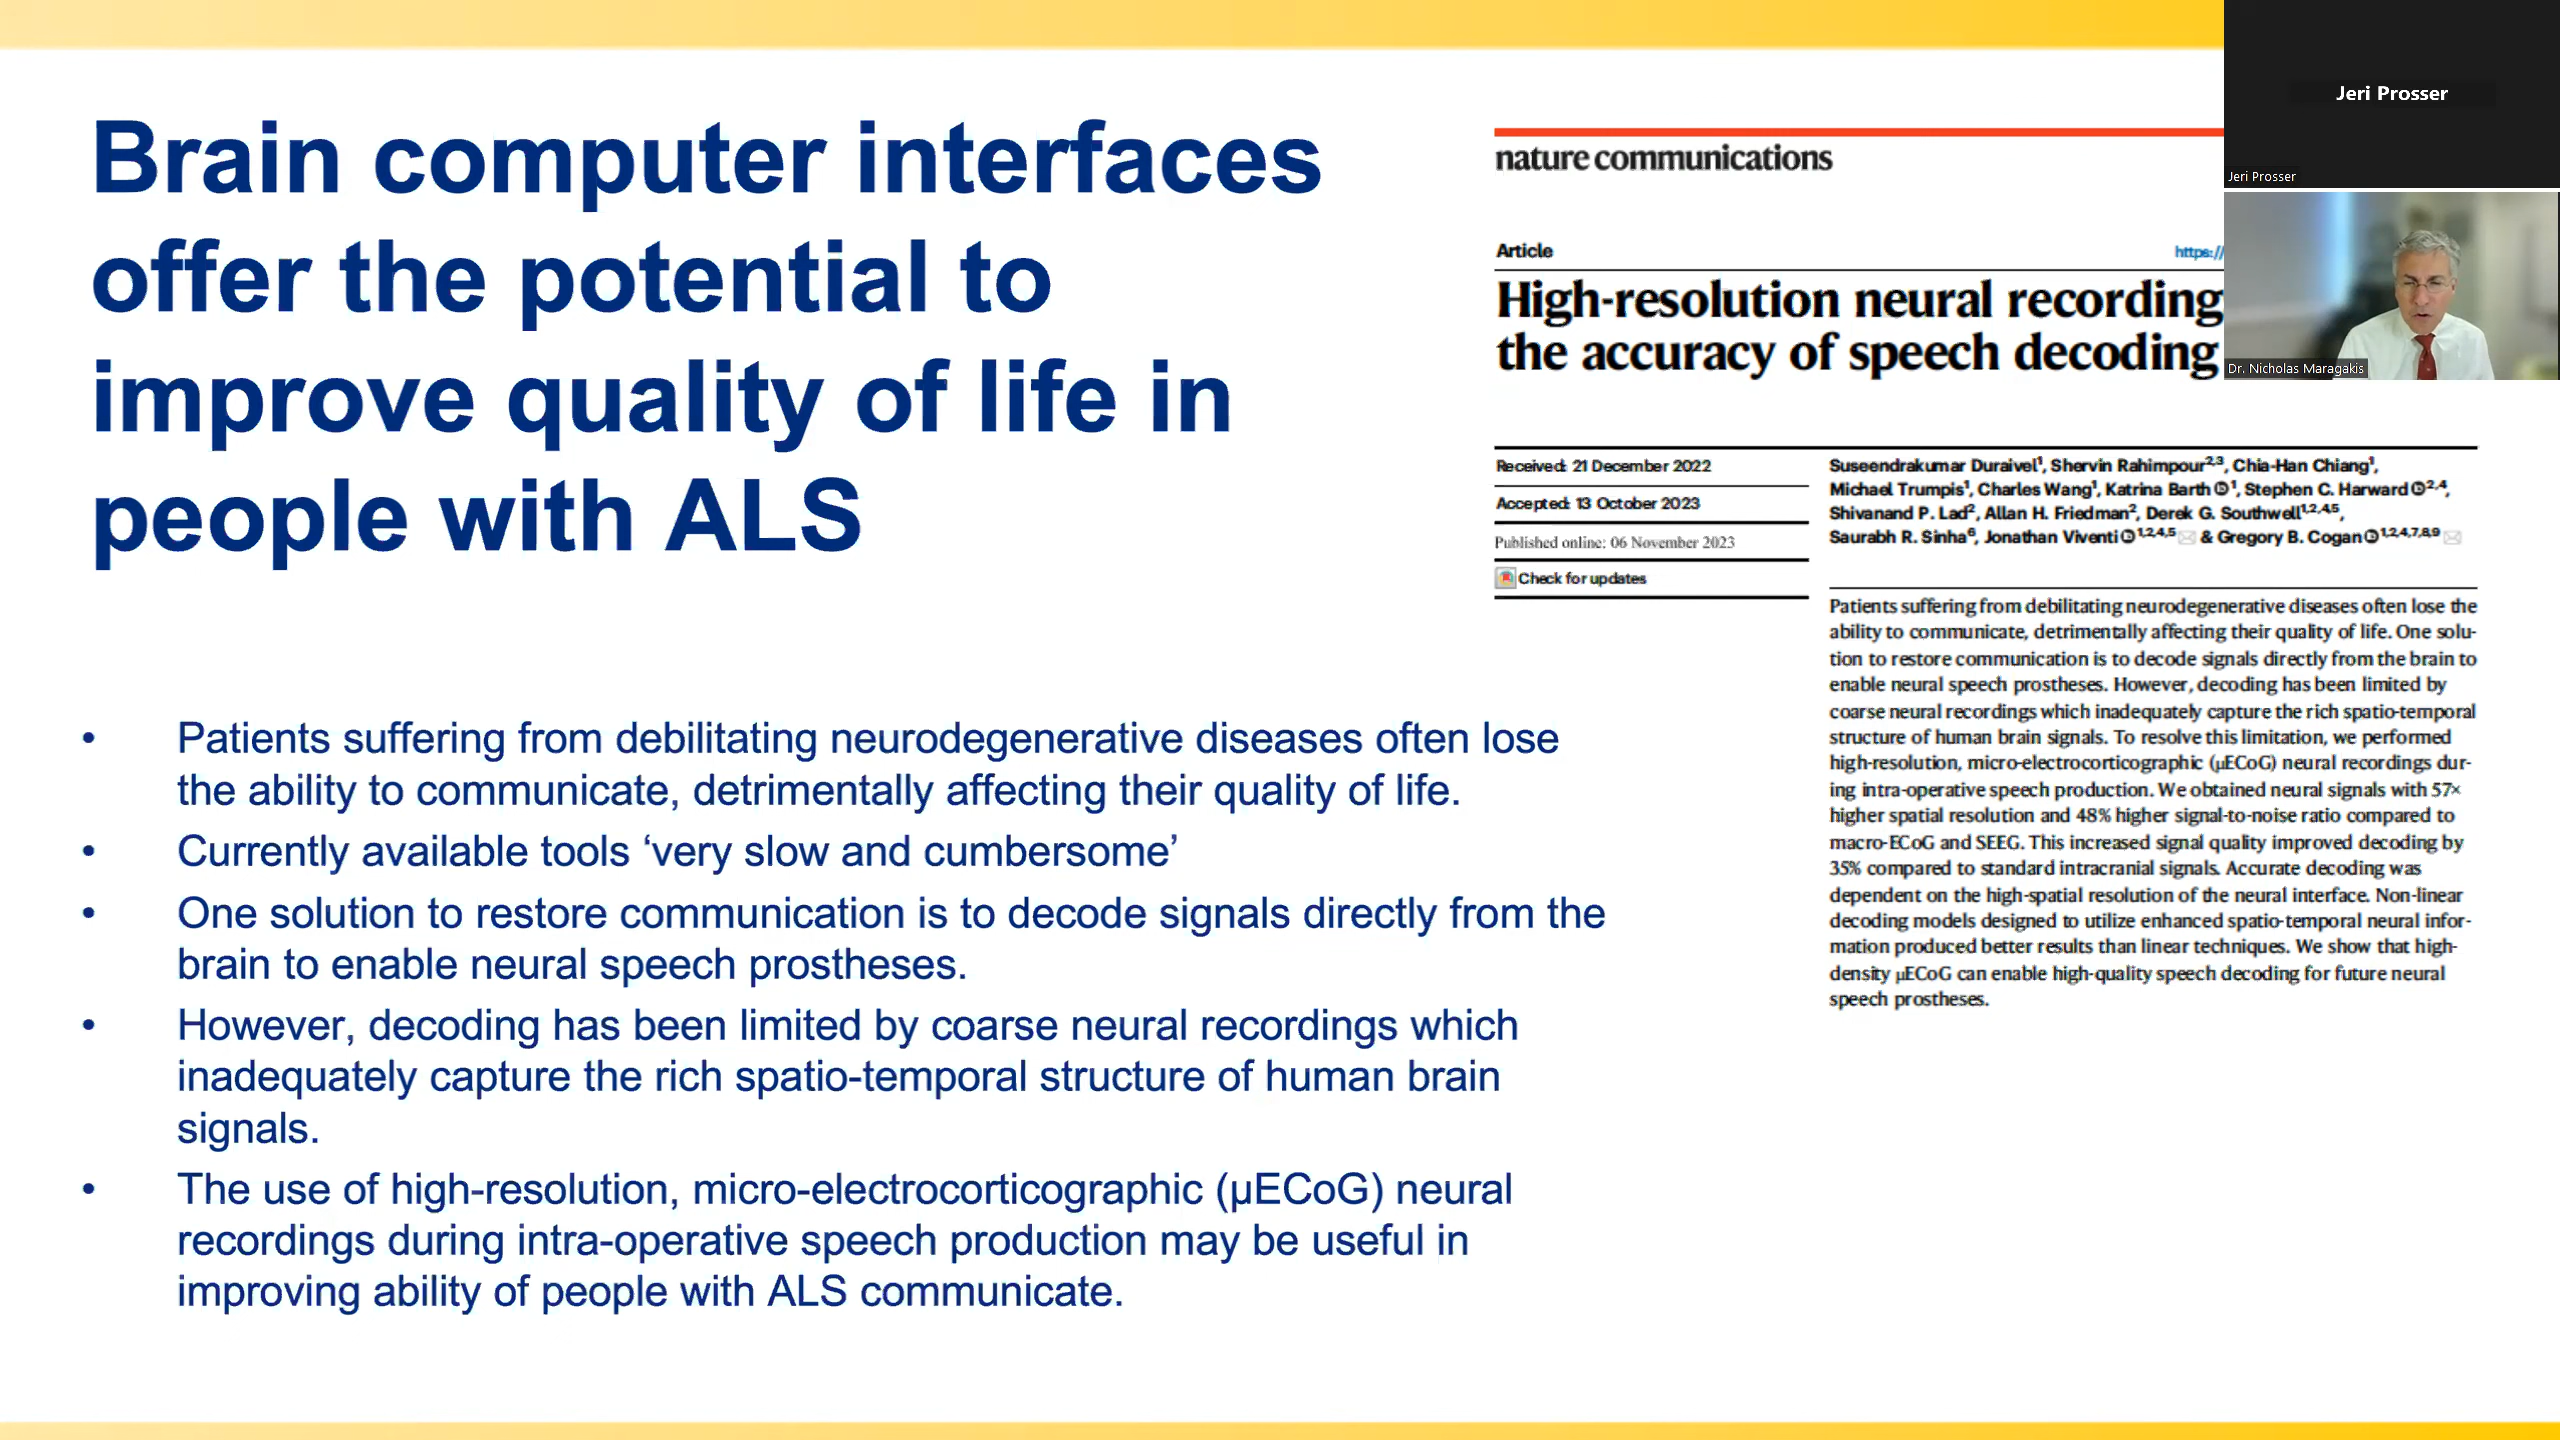 Brain computer interfaces
offer the potential to
improve quality of life in
people with ALS
• Patients suffering from debilitating neurodegenerative diseases often lose
the ability to communicate, detrimentally affecting their quality of life.
• Currently available tools ‘very slow and cumbersome’
• One solution to restore communication is to decode signals directly from the
brain to enable neural speech prostheses.
• However, decoding has been limited by coarse neural recordings which
inadequately capture the rich spatio-temporal structure of human brain
signals.
• The use of high-resolution, micro-electrocorticographic (µECoG) neural
recordings during intra-operative speech production may be useful in
improving ability of people with ALS communicate.
nature communications
Article
https://
High-resolution neural recording
the accuracy of speech decoding
Received: 21 December 2022
Accepted: 13 October 2023
Published online: 06 November 2023
Check for updates
Suseendrakumar Duraivel¹, Shervin Rahimpour²,³, Chia-Han Chiang¹,
Michael Trumpis¹, Charles Wang¹, Katrina Barth¹, Stephen C. Harward²,⁴,
Shivanand P. Lad², Allan H. Friedman², Derek G. Southwell¹,²,⁴,⁵,
Saurabh R. Sinha⁶, Jonathan Viventi¹,²,⁴,⁵ & Gregory B. Cogan¹,²,⁴,⁷,⁸,⁹
Patients suffering from debilitating neurodegenerative diseases often lose the
ability to communicate, detrimentally affecting their quality of life. One solu-
tion to restore communication is to decode signals directly from the brain to
enable neural speech prostheses. However, decoding has been limited by
coarse neural recordings which inadequately capture the rich spatio-temporal
structure of human brain signals. To resolve this limitation, we performed
high-resolution, micro-electrocorticographic (µECoG) neural recordings dur-
ing intra-operative speech production. We obtained neural signals with 57×
higher spatial resolution and 48% higher signal-to-noise ratio compared to
macro-ECoG and SEEG. This increased signal quality improved decoding by
35% compared to standard intracranial signals. Accurate decoding was
dependent on the high-spatial resolution of the neural interface. Non-linear
decoding models designed to utilize enhanced spatio-temporal neural infor-
mation produced better results than linear techniques. We show that high-
density µECoG can enable high-quality speech decoding for future neural
speech prostheses.
Jeri Prosser
Jeri Prosser
Dr. Nicholas Maragakis